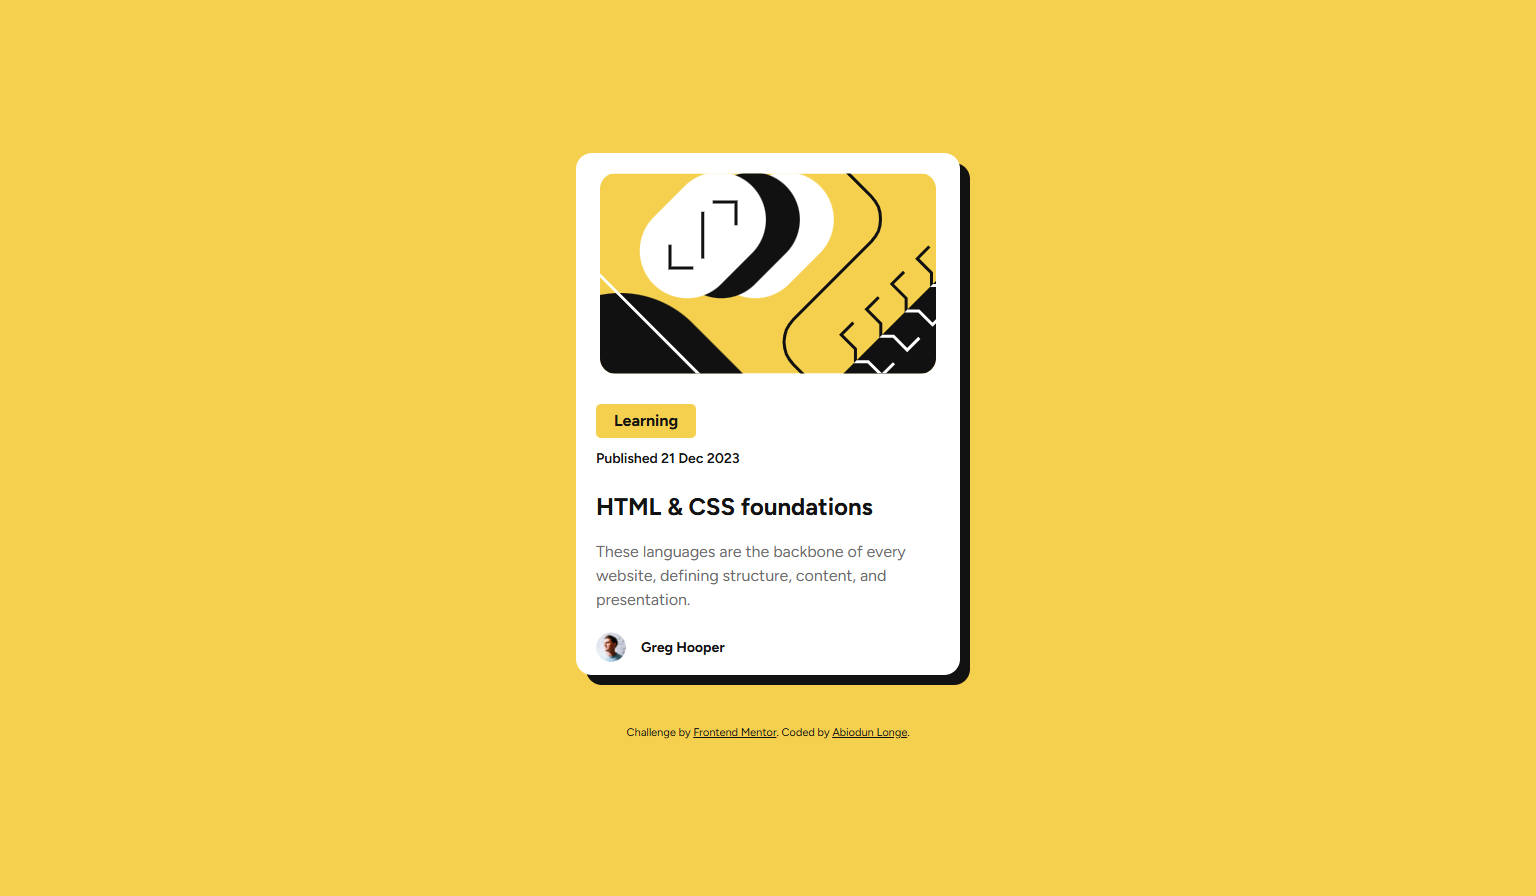 Learning
Published 21 Dec 2023
HTML & CSS foundations
These languages are the backbone of every
website, defining structure, content, and
presentation.
Greg Hooper
Challenge by Frontend Mentor. Coded by Abiodun Longe.